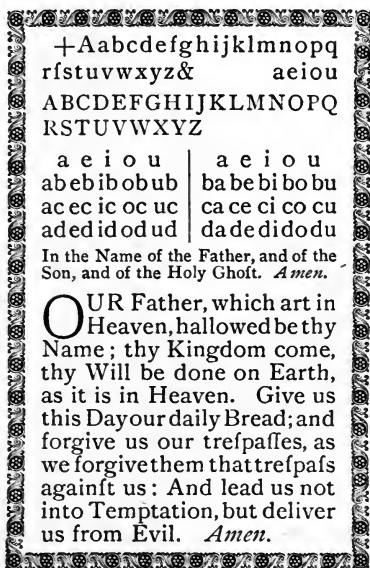 +Aabcdefghijklmnopq
rſstuvwxyz& aeiou
ABCDEFGHIJKLMNOPQ
RSTUVWXYZ
a e i o u a e i o u
ab eb ib ob ub ba be bi bo bu
ac ec ic oc uc ca ce ci co cu
ad ed id od ud da de di do du
In the Name of the Father, and of the
Son, and of the Holy Ghoſt. Amen.
OUR Father, which art in
Heaven, hallowed be thy
Name; thy Kingdom come,
thy Will be done on Earth,
as it is in Heaven. Give us
this Day our daily Bread; and
forgive us our treſpaſſes, as
we forgive them that treſpaſs
againſt us: And lead us not
into Temptation, but deliver
us from Evil. Amen.